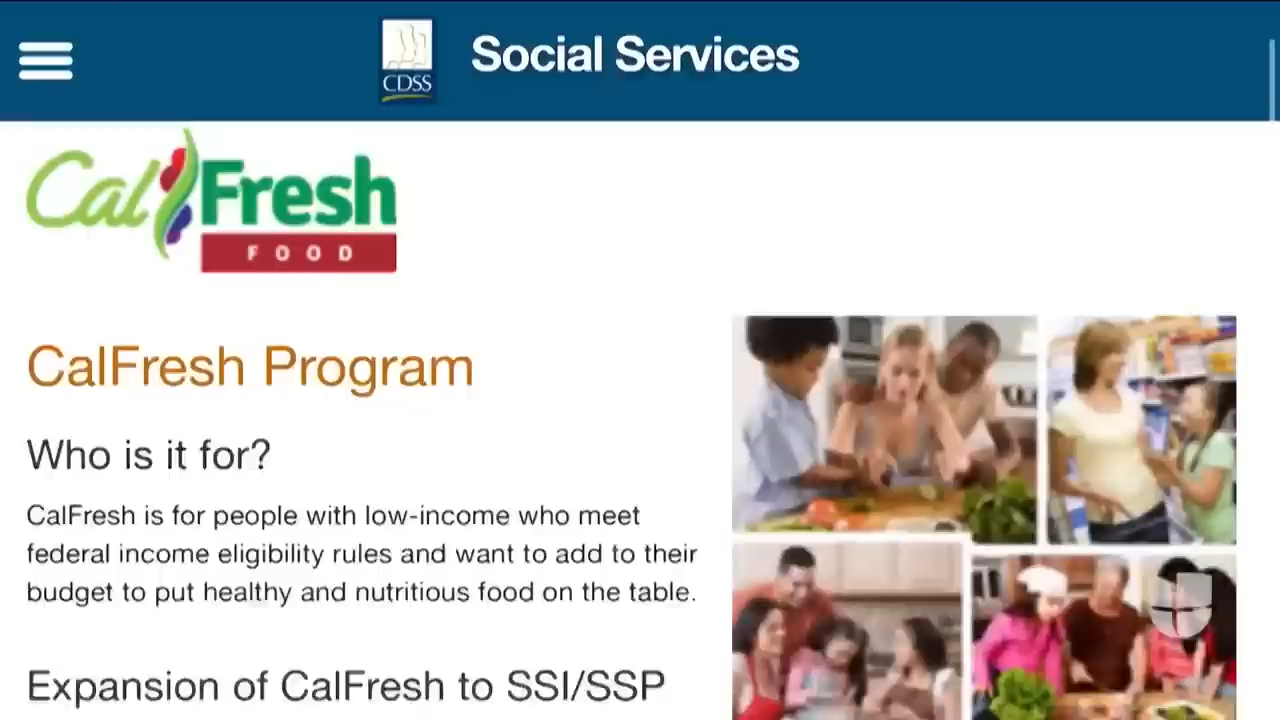 CDSS
Social Services
CalFresh
FOOD
CalFresh Program
Who is it for?
CalFresh is for people with low-income who meet
federal income eligibility rules and want to add to their
budget to put healthy and nutritious food on the table.
Expansion of CalFresh to SSI/SSP